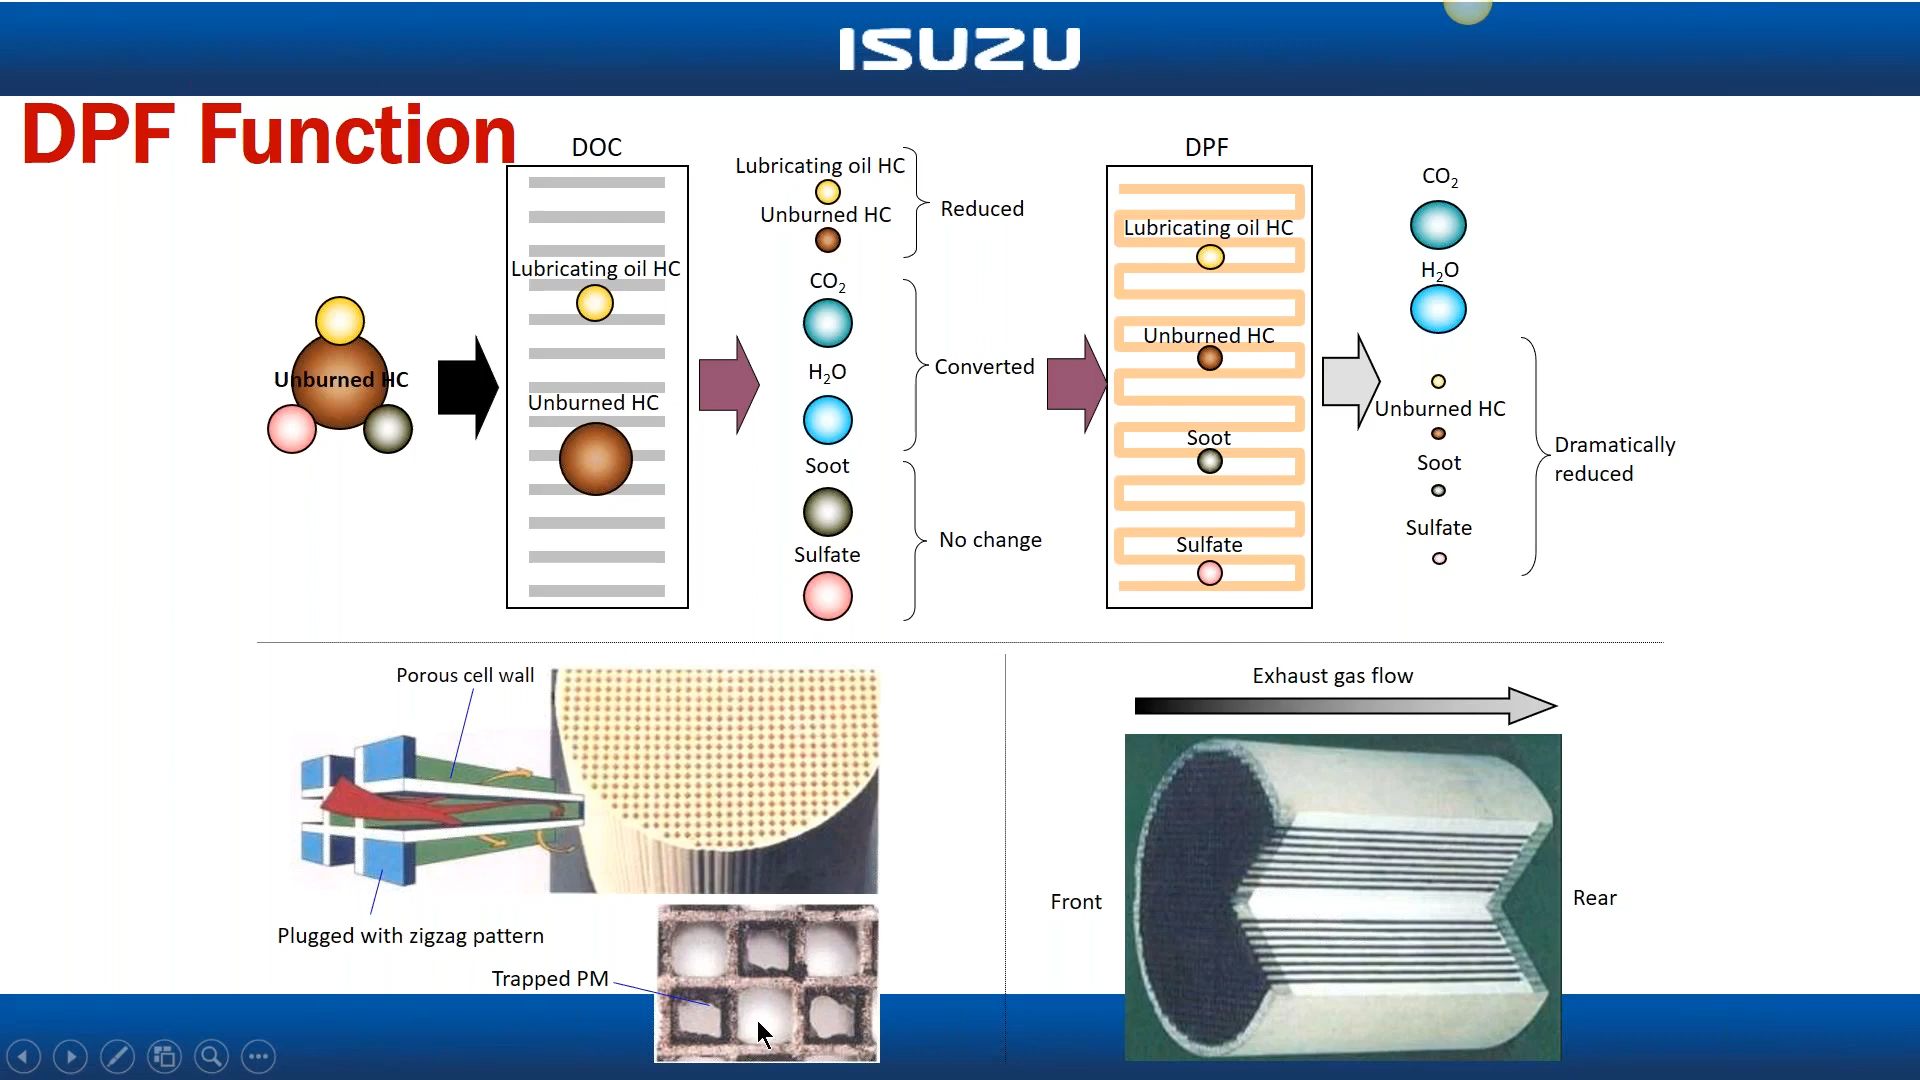 ISUZU
DPF Function
DOC
Lubricating oil HC
Unburned HC
Reduced
CO₂
H₂O
Converted
Soot
Sulfate
No change
Unburned HC
Lubricating oil HC
Unburned HC
DPF
Lubricating oil HC
Unburned HC
Soot
Sulfate
CO₂
H₂O
Unburned HC
Soot
Sulfate
Dramatically
reduced
Porous cell wall
Plugged with zigzag pattern
Trapped PM
Exhaust gas flow
Front
Rear